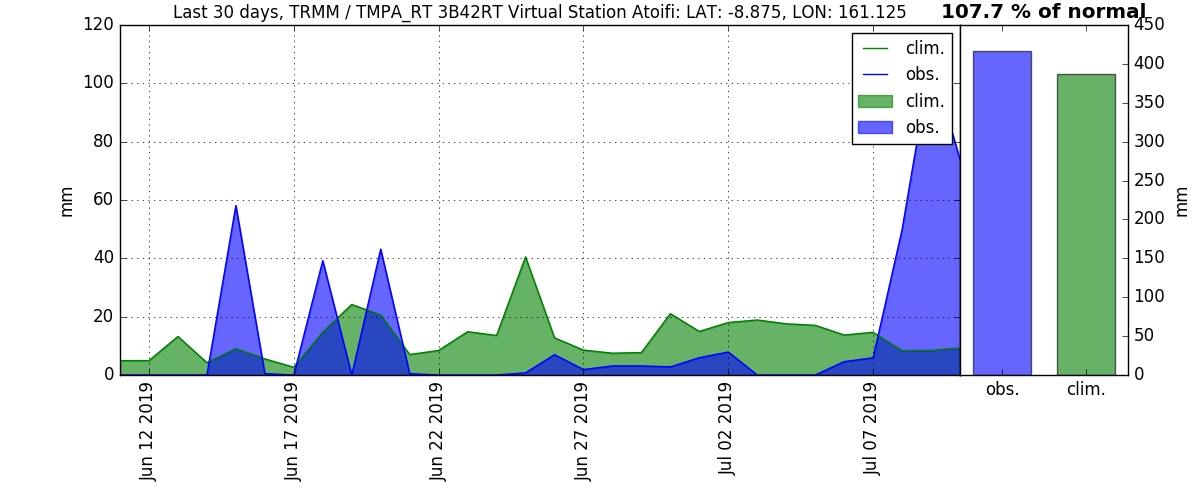 Last 30 days, TRMM / TMPA_RT 3B42RT Virtual Station Atoifi: LAT: -8.875, LON: 161.125
107.7 % of normal
120
100
80
60
40
20
0
mm
clim.
obs.
clim.
obs.
Jun 12 2019
Jun 17 2019
Jun 22 2019
Jun 27 2019
Jul 02 2019
Jul 07 2019
450
400
350
300
250
200
150
100
50
0
mm
obs.
clim.